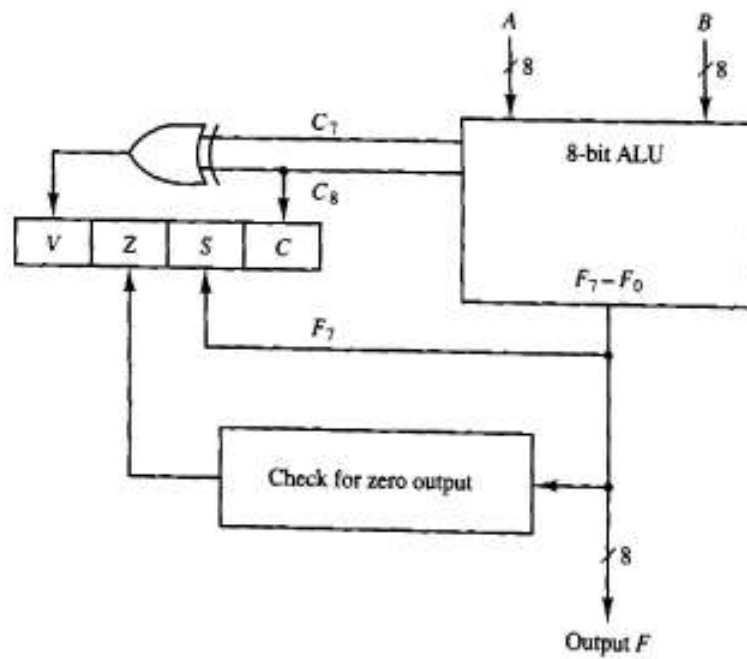 A
B
8
8
C₇
8-bit ALU
C₈
V Z S C
F₇ – F₀
F₇
Check for zero output
8
Output F